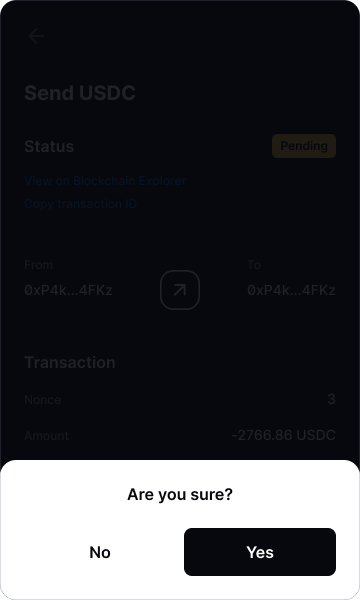 Send USDC
Status
Pending
View on Blockchain Explorer
Copy transaction ID
From
To
0xP4k...4FKz
0xP4k...4FKz
Transaction
Nonce
3
Amount
-2766.86 USDC
Are you sure?
No
Yes